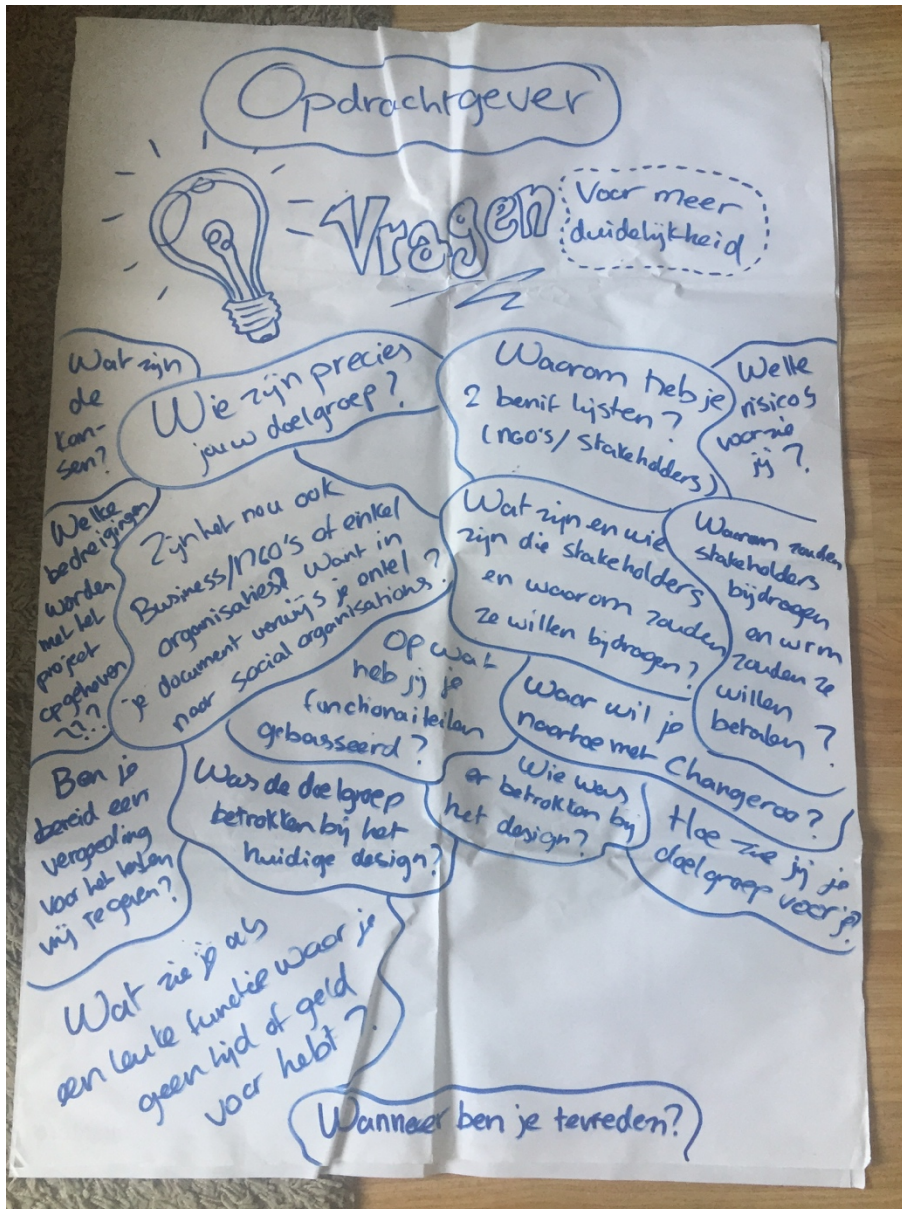 Opdrachtgever
Vragen
Voor meer
duidelijkheid
Wat zijn
de
kan-
sen?
Wie zijn precies
jouw doelgroep?
Waarom heb je
2 benif lijsten?
(NGO's/Stakeholders)
Welke
risico's
voorzie
jij?
Welke
bedreigingen
worden
met het
project
opgeheven
???
Zijn het nou ook
Business/NGO's of enkel
organisaties? Want in
je document verwijs je enkel
naar social organisations.
Wat zijn en wie
zijn die stakeholders
en waarom zouden
ze willen bijdragen?
Waarom zouden
stakeholders
bijdragen
en wrm
zouden ze
willen
betalen?
Op wat
heb jij je
functionaliteiten
gebasseerd?
Waar wil je
naartoe met Changeroo?
Ben je
bereid een
vergoeding
voor het testen
vrij te geven?
Was de doelgroep
betrokken bij het
huidige design?
Wie was
er betrokken bij
het design?
Hoe zie jij je
doelgroep voor je?
Wat zie je als
een leuke functie waar je
geen tijd of geld
voor hebt?
Wanneer ben je tevreden?